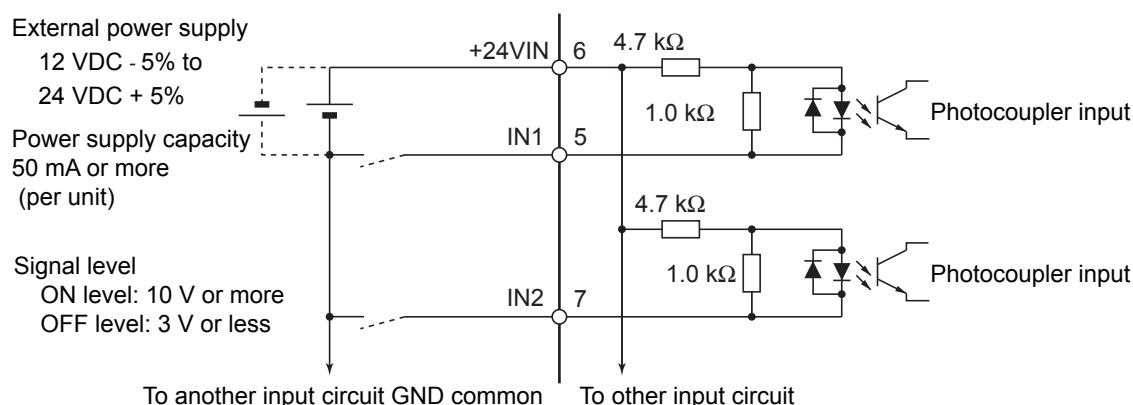 External power supply
12 VDC - 5% to
24 VDC + 5%
Power supply capacity
50 mA or more
(per unit)
Signal level
ON level: 10 V or more
OFF level: 3 V or less
+24VIN
6
4.7 kΩ
1.0 kΩ
Photocoupler input
IN1
5
4.7 kΩ
1.0 kΩ
Photocoupler input
IN2
7
To another input circuit GND common
To other input circuit